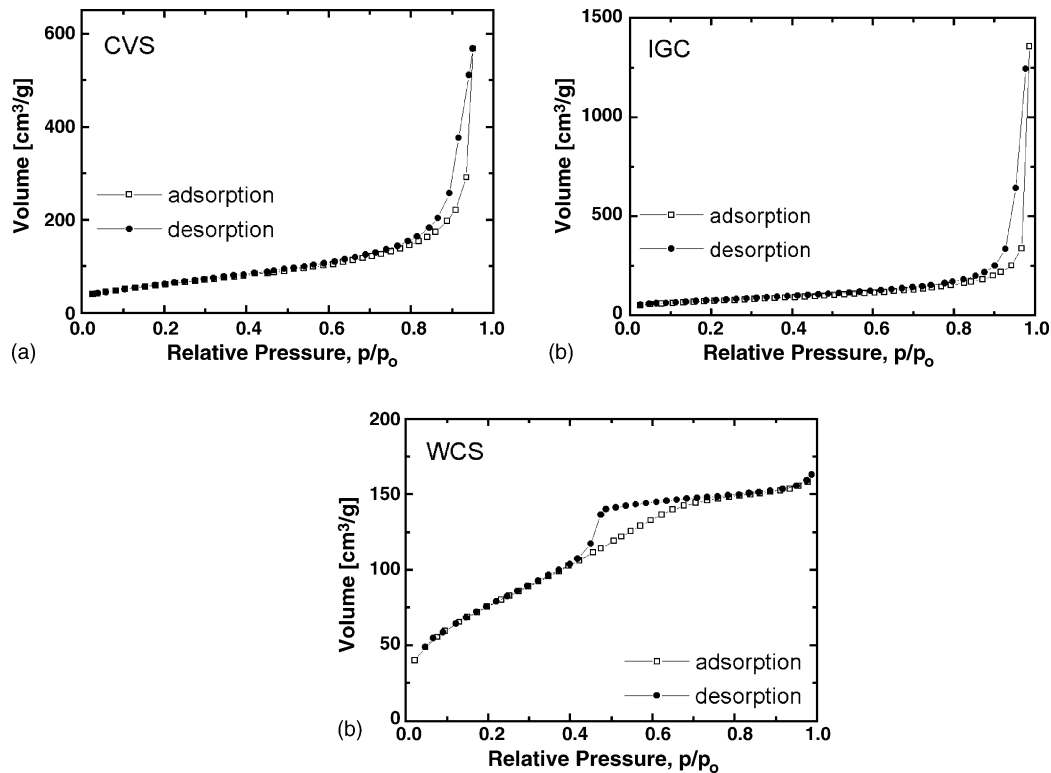 CVS
600
400
200
0
Volume [cm³/g]
adsorption
desorption
0.0 0.2 0.4 0.6 0.8 1.0
(a) Relative Pressure, p/pₒ
IGC
1500
1000
500
0
Volume [cm³/g]
adsorption
desorption
0.0 0.2 0.4 0.6 0.8 1.0
(b) Relative Pressure, p/pₒ
WCS
200
150
100
50
0
Volume [cm³/g]
adsorption
desorption
0.0 0.2 0.4 0.6 0.8 1.0
(b) Relative Pressure, p/pₒ